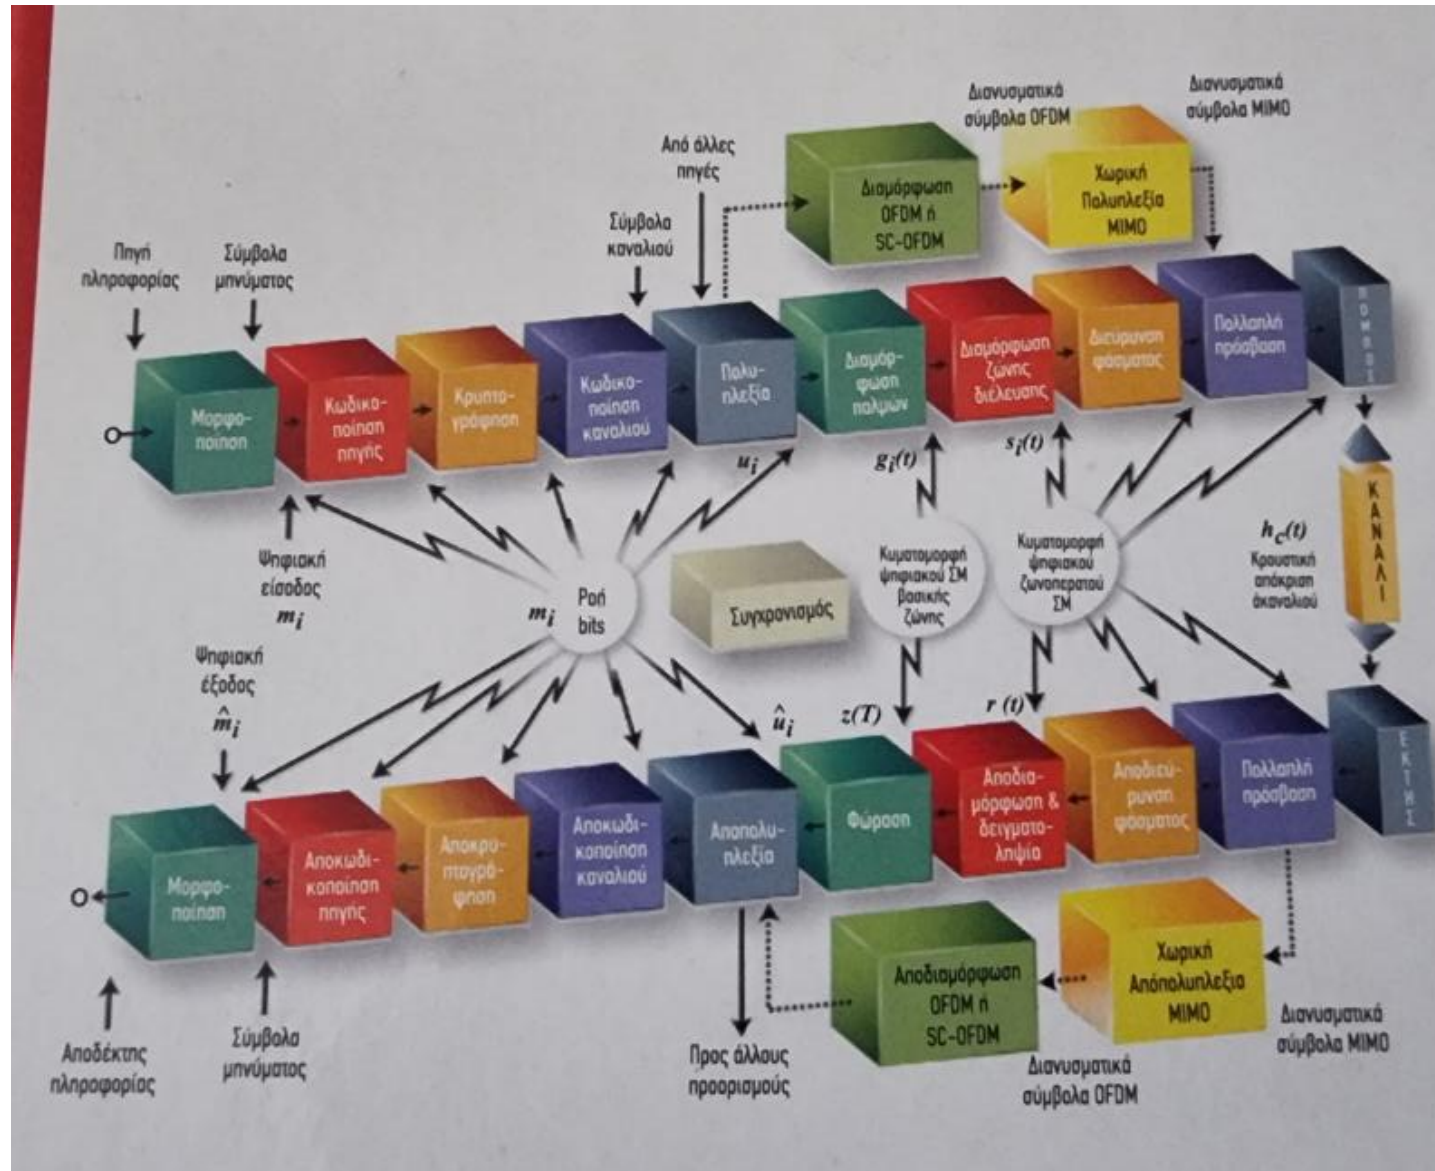 Διανυσματικά
σύμβολα OFDM
Διανυσματικά
σύμβολα MIMO
Από άλλες
πηγές
Διαμόρφωση
OFDM ή
SC-OFDM
Χωρική
Πολυπλεξία
MIMO
Σύμβολα
καναλιού
Πηγή
πληροφορίας
Σύμβολα
μηνύματος
Μορφο-
ποίηση
Κωδικο-
ποίηση
πηγής
Κρυπτο-
γράφηση
Κωδικο-
ποίηση
καναλιού
Πολυ-
πλεξία
Διαμόρ-
φωση
παλμών
Διαμόρφωση
ζώνης
διέλευσης
Διεύρυνση
φάσματος
Πολλαπλή
πρόσβαση
ΠΟΜΠΟΣ
u_i
g_i(t)
s_i(t)
Ψηφιακή
είσοδος
m_i
m_i
Ροή
bits
Συγχρονισμός
Κυματομορφή
ψηφιακού ΣΜ
βασικής
ζώνης
Κυματομορφή
ψηφιακού
ζωνοπερατού
ΣΜ
h_c(t)
Κρουστική
απόκριση
άκαναλιού
ΚΑΝΑΛΙ
Ψηφιακή
έξοδος
m̂_i
û_i
z(T)
r (t)
Μορφο-
ποίηση
Αποκωδι-
κοποίηση
πηγής
Αποκρυ-
πτογρά-
φηση
Αποκωδι-
κοποίηση
καναλιού
Αποπολυ-
πλεξία
Φώραση
Αποδια-
μόρφωση &
δειγματο-
ληψία
Αποδιεύ-
ρυνση
φάσματος
Πολλαπλή
πρόσβαση
ΕΚΤΗΣ
Αποδέκτης
πληροφορίας
Σύμβολα
μηνύματος
Προς άλλους
προορισμούς
Αποδιαμόρφωση
OFDM ή
SC-OFDM
Χωρική
Απόπολυπλεξία
MIMO
Διανυσματικά
σύμβολα OFDM
Διανυσματικά
σύμβολα MIMO